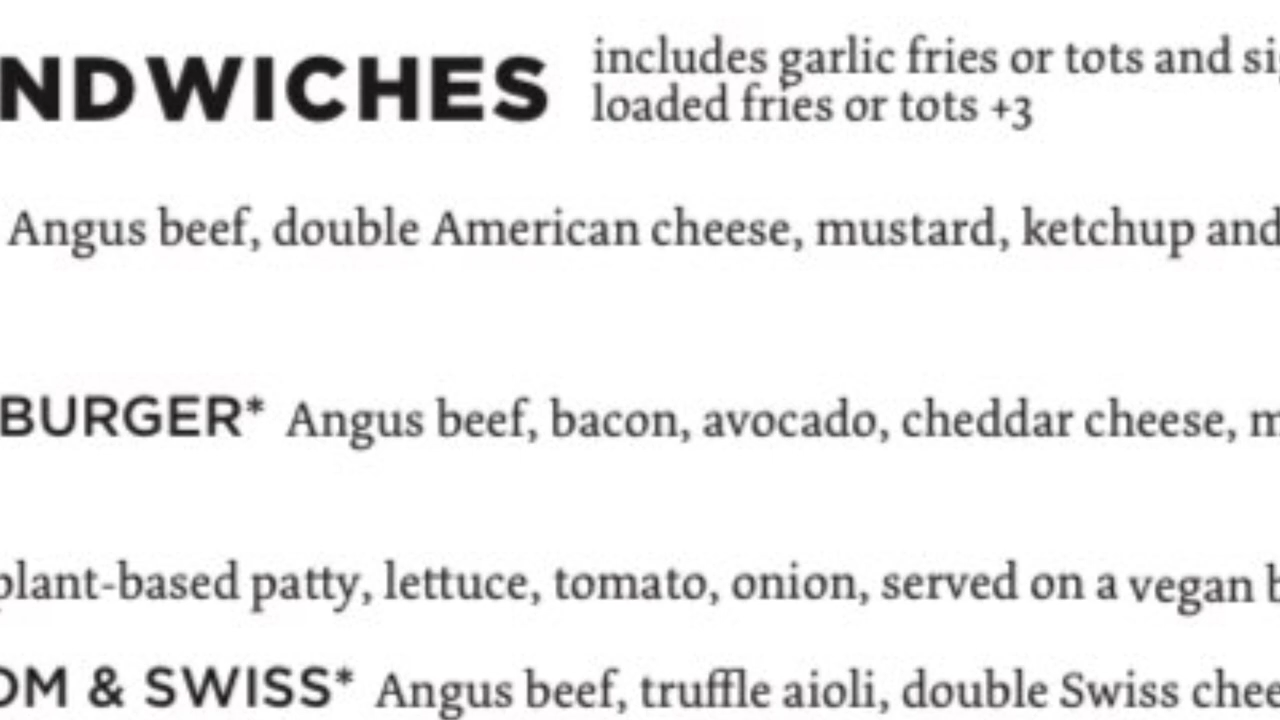 NDWICHES includes garlic fries or tots and
loaded fries or tots +3
Angus beef, double American cheese, mustard, ketchup and
BURGER* Angus beef, bacon, avocado, cheddar cheese,
plant-based patty, lettuce, tomato, onion, served on a vegan
OM & SWISS* Angus beef, truffle aioli, double Swiss